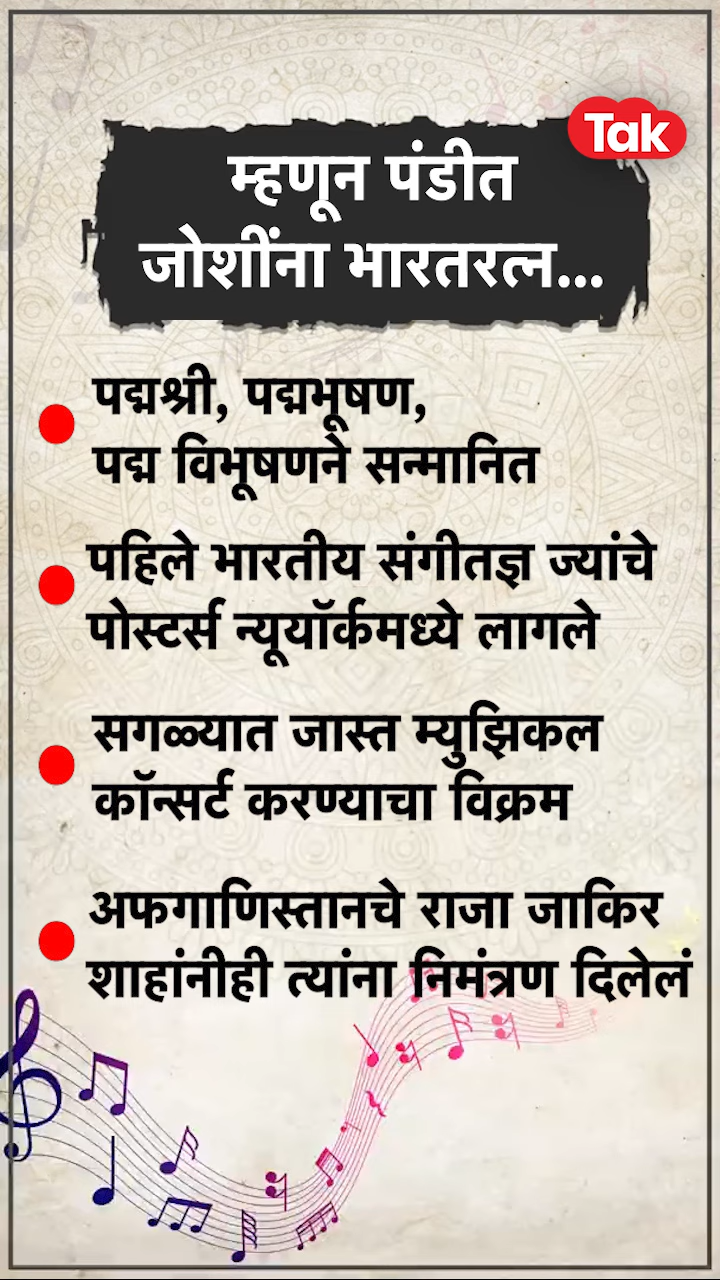 Tak
म्हणून पंडीत
जोशींना भारतरत्न...
पद्मश्री, पद्मभूषण,
पद्म विभूषणने सन्मानित
पहिले भारतीय संगीतज्ञ ज्यांचे
पोस्टर्स न्यूयॉर्कमध्ये लागले
सगळ्यात जास्त म्युझिकल
कॉन्सर्ट करण्याचा विक्रम
अफगाणिस्तानचे राजा जाकिर
शाहांनीही त्यांना निमंत्रण दिलेलं